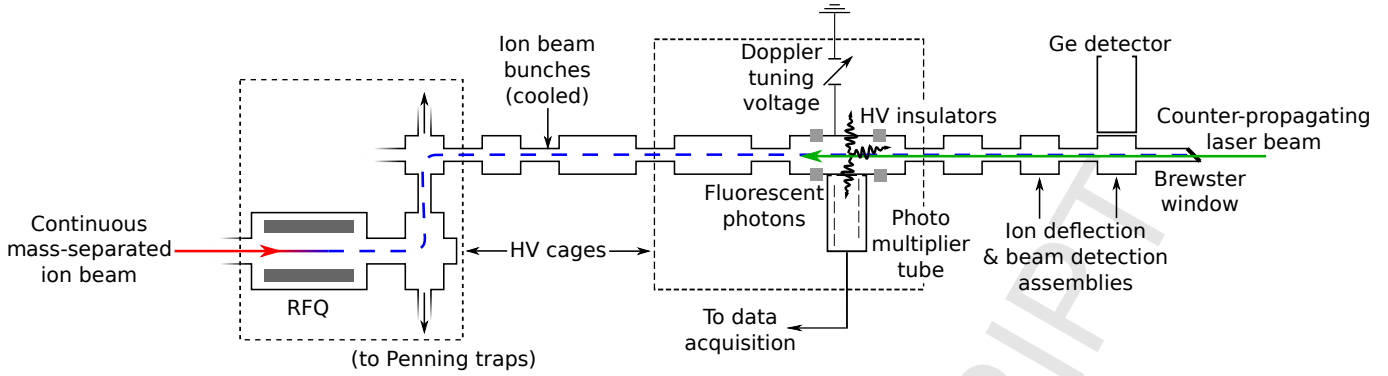 Ion beam
bunches
(cooled)
Doppler
tuning
voltage
Ge detector
HV insulators
Counter-propagating
laser beam
Continuous
mass-separated
ion beam
RFQ
HV cages
Fluorescent
photons
Photo
multiplier
tube
Brewster
window
Ion deflection
& beam detection
assemblies
To data
acquisition
(to Penning traps)
RIPT